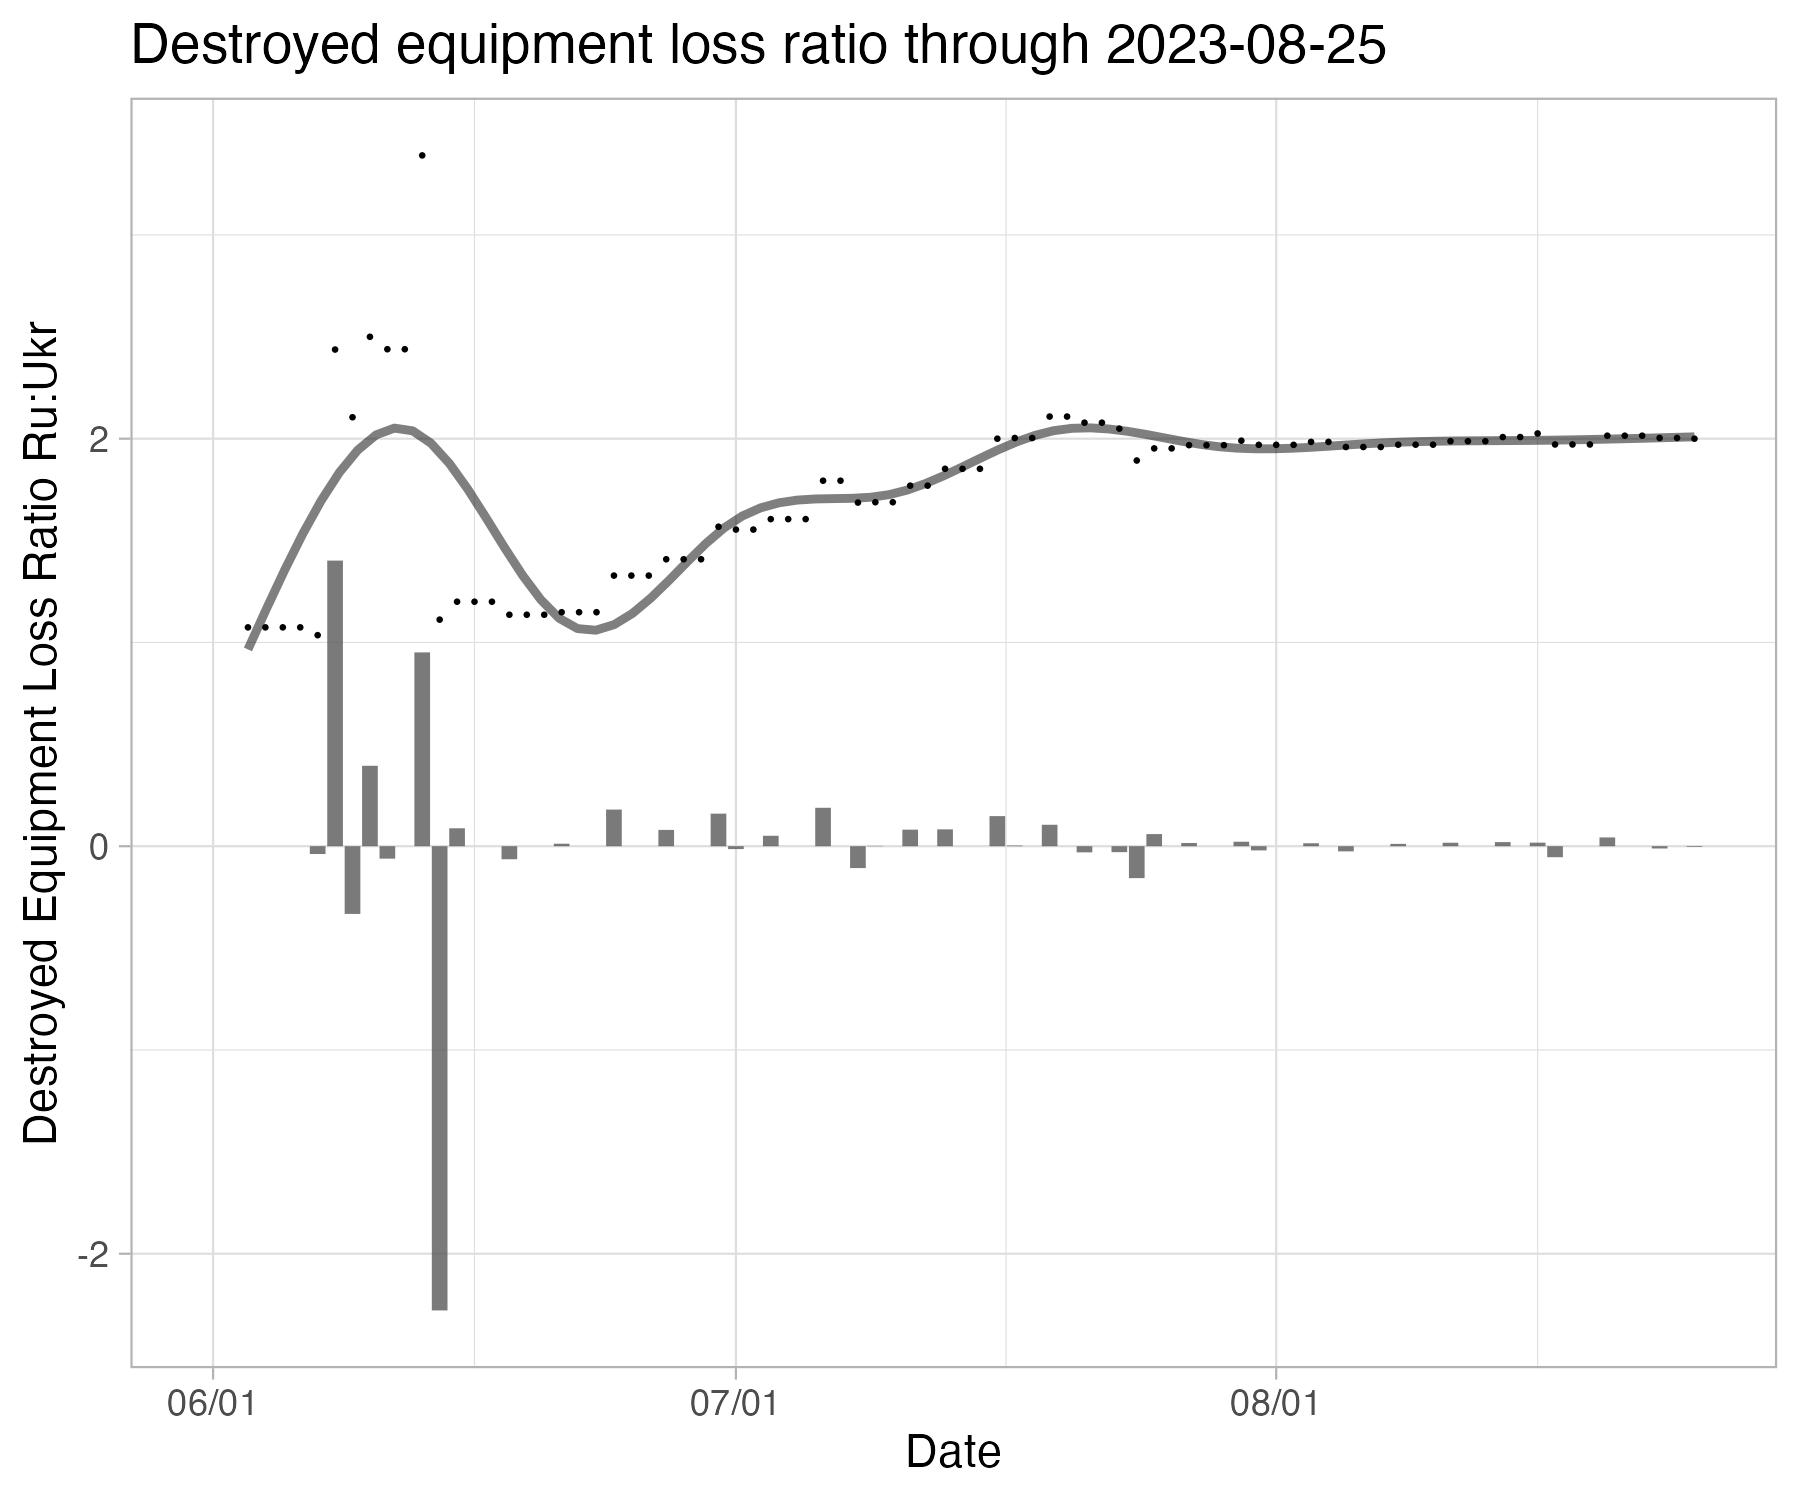 Destroyed equipment loss ratio through 2023-08-25
Destroyed Equipment Loss Ratio Ru:Ukr
2
0
-2
06/01
07/01
08/01
Date